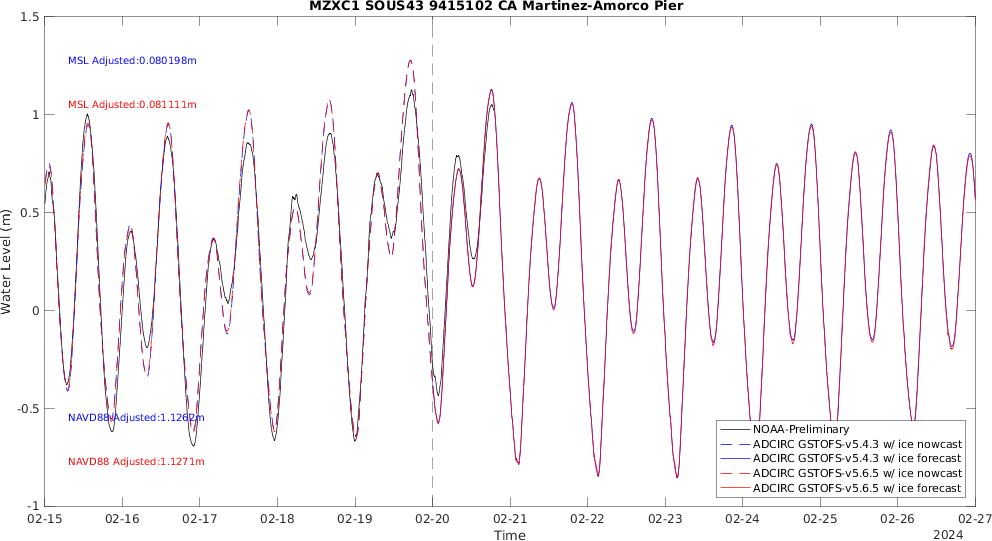 MZXC1 SOUS43 9415102 CA Martinez-Amorco Pier
1.5
1
0.5
0
-0.5
-1
Water Level (m)
MSL Adjusted:0.080198m
MSL Adjusted:0.081111m
NAVD88 Adjusted:1.1262m
NAVD88 Adjusted:1.1271m
NOAA-Preliminary
ADCIRC GSTOFS-v5.4.3 w/ ice nowcast
ADCIRC GSTOFS-v5.4.3 w/ ice forecast
ADCIRC GSTOFS-v5.6.5 w/ ice nowcast
ADCIRC GSTOFS-v5.6.5 w/ ice forecast
02-15 02-16 02-17 02-18 02-19 02-20 02-21 02-22 02-23 02-24 02-25 02-26 02-27
Time
2024